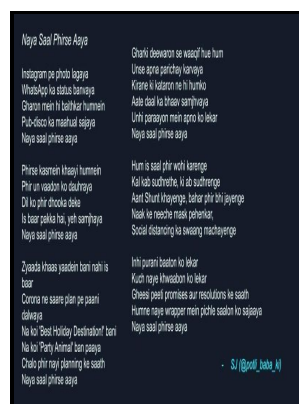 Naya Saal Phirse Aaya
Instagram pe photo lagaya
WhatsApp ka status banvaya
Gharon mein hi baithkar humnein
Pub-disco ka maahual sajaya
Naya saal phirse aaya
Phirse kasmein khaayi humnein
Phir un vaadon ko dauhraya
Dil ko phir dhooka deke
Is baar pakka hai, yeh samjhaya
Naya saal phirse aaya
Zyaada khaas yaadein bani nahi is
baar
Corona ne saare plan pe paani
dalwaya
Na koi 'Best Holiday Destination!' bani
Na koi 'Party Animal' ban paaya
Chalo phir nayi planning ke saath
Naya saal phirse aaya
Gharki deewaron se waaqif hue hum
Unse apna parichay karvaya
Kirane ki kataron ne hi humko
Aate daal ka bhaav samjhvaya
Unhi paraayon mein apno ko lekar
Naya saal phirse aaya
Hum is saal phir wohi karenge
Kal kab sudhrethe, ki ab sudhrenge
Aant Shunt khayenge, bahar phir bhi jayenge
Naak ke neeche mask pehenkar,
Social distancing ka swaang machayenge
Inhi purani baaton ko lekar
Kuch naye khwaabon ko lekar
Gheesi peeti promises aur resolutions ke saath
Humne naye wrapper mein pichle saalon ko sajaaya
Naya saal phirse aaya
- SJ (@potli_baba_ki)